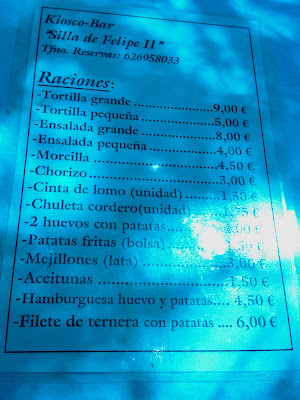 Kiosco-Bar
"Silla de Felipe II"
Tfno. Reservas: 626958033
Raciones:
-Tortilla grande ........................9,00 €
-Tortilla pequeña ......................5,00 €
-Ensalada grande ......................8,00 €
-Ensalada pequeña ....................4,00 €
-Morcilla ..................................4,50 €
-Chorizo ...................................3,00 €
-Cinta de lomo (unidad) ..........1,50 €
-Chuleta cordero(unidad) €
-2 huevos con patatas €
-Patatas fritas (bolsa) €
-Mejillones (lata) ..................3,00 €
-Aceitunas ..............................1,50 €
-Hamburguesa huevo y patatas.... 4,50 €
-Filete de ternera con patatas .... 6,00 €